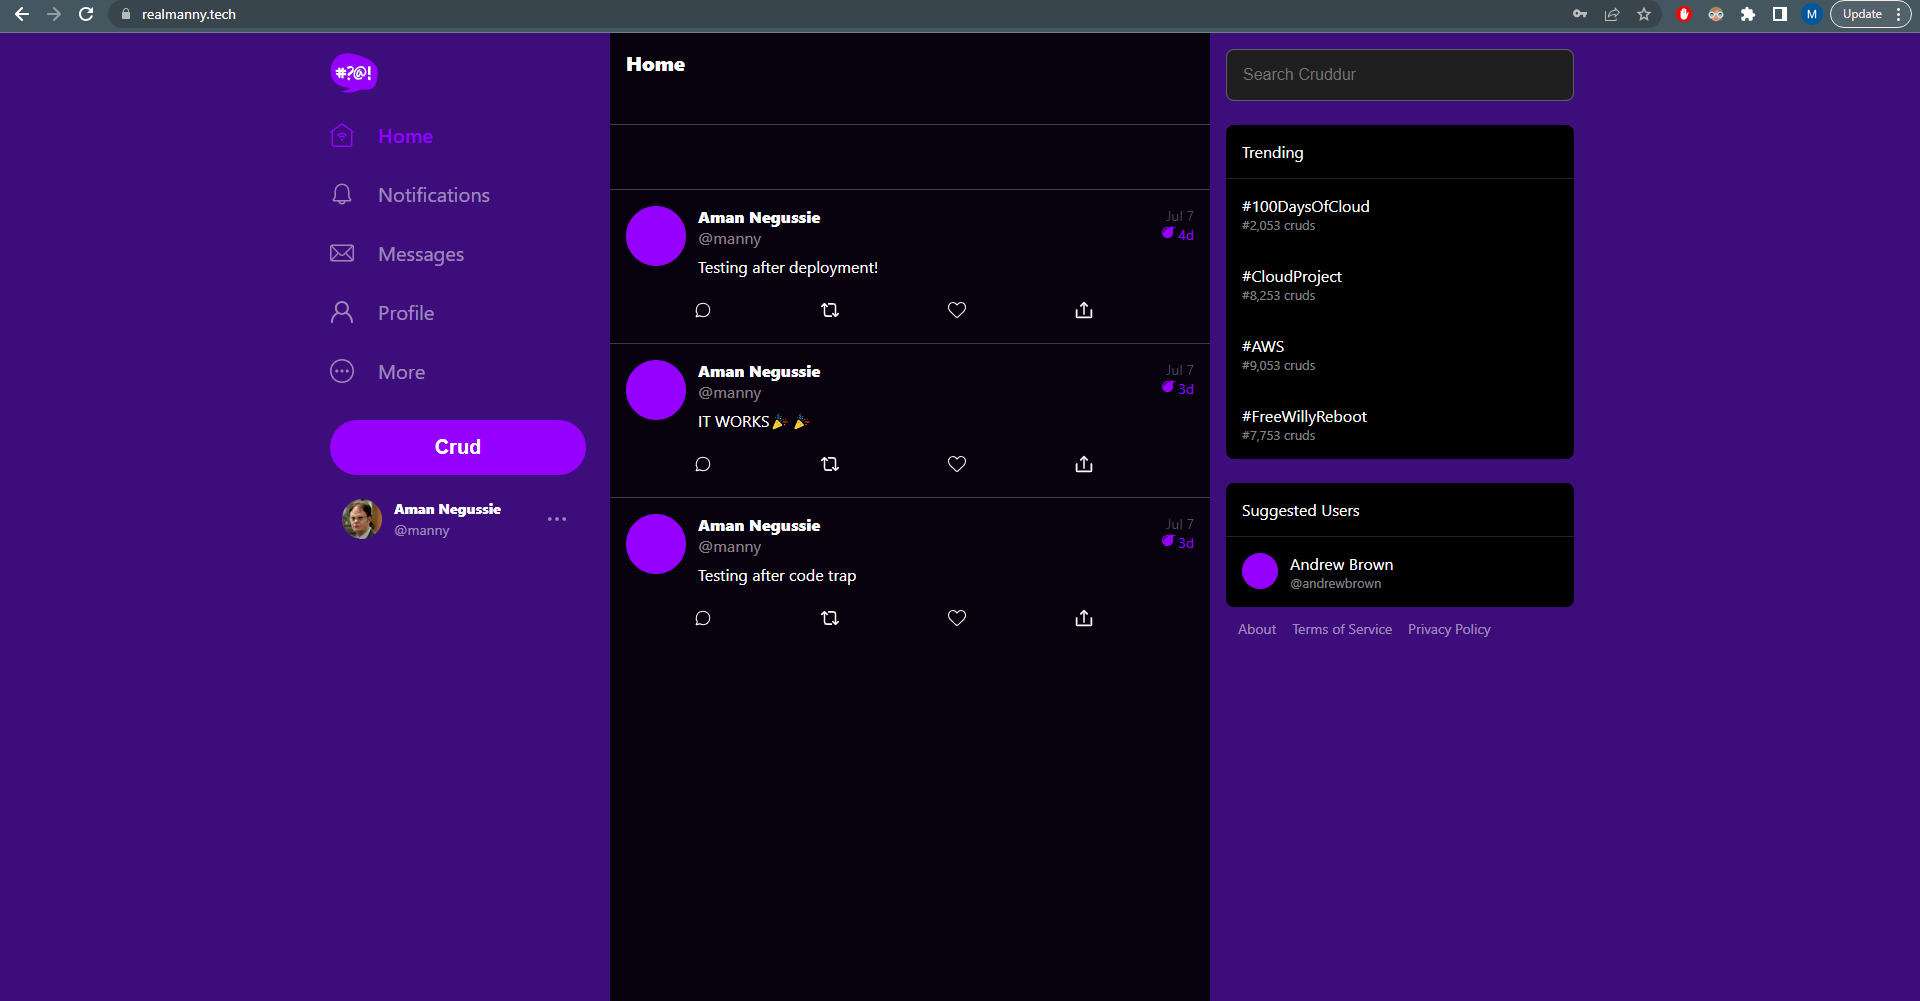 realmanny.tech
M
Update
#?@!
Home
Notifications
Messages
Profile
More
Crud
Aman Negussie
@manny
Home
Aman Negussie
@manny
Jul 7
4d
Testing after deployment!
Aman Negussie
@manny
Jul 7
3d
IT WORKS🎉 🎉
Aman Negussie
@manny
Jul 7
3d
Testing after code trap
Search Cruddur
Trending
#100DaysOfCloud
#2,053 cruds
#CloudProject
#8,253 cruds
#AWS
#9,053 cruds
#FreeWillyReboot
#7,753 cruds
Suggested Users
Andrew Brown
@andrewbrown
About Terms of Service Privacy Policy